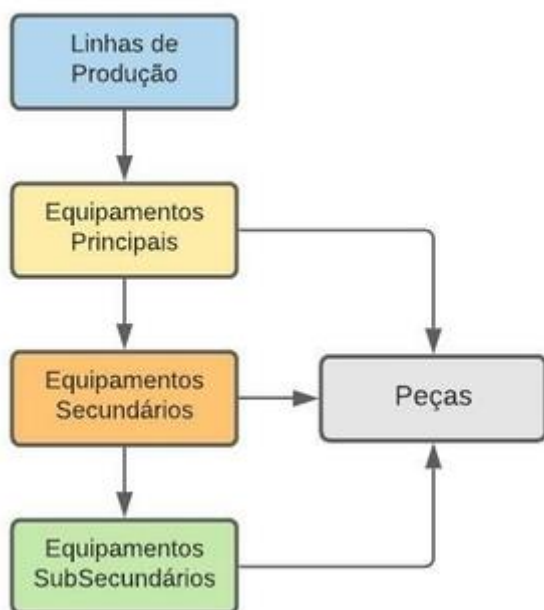 Linhas de
Produção
Equipamentos
Principais
Equipamentos
Secundários
Peças
Equipamentos
SubSecundários